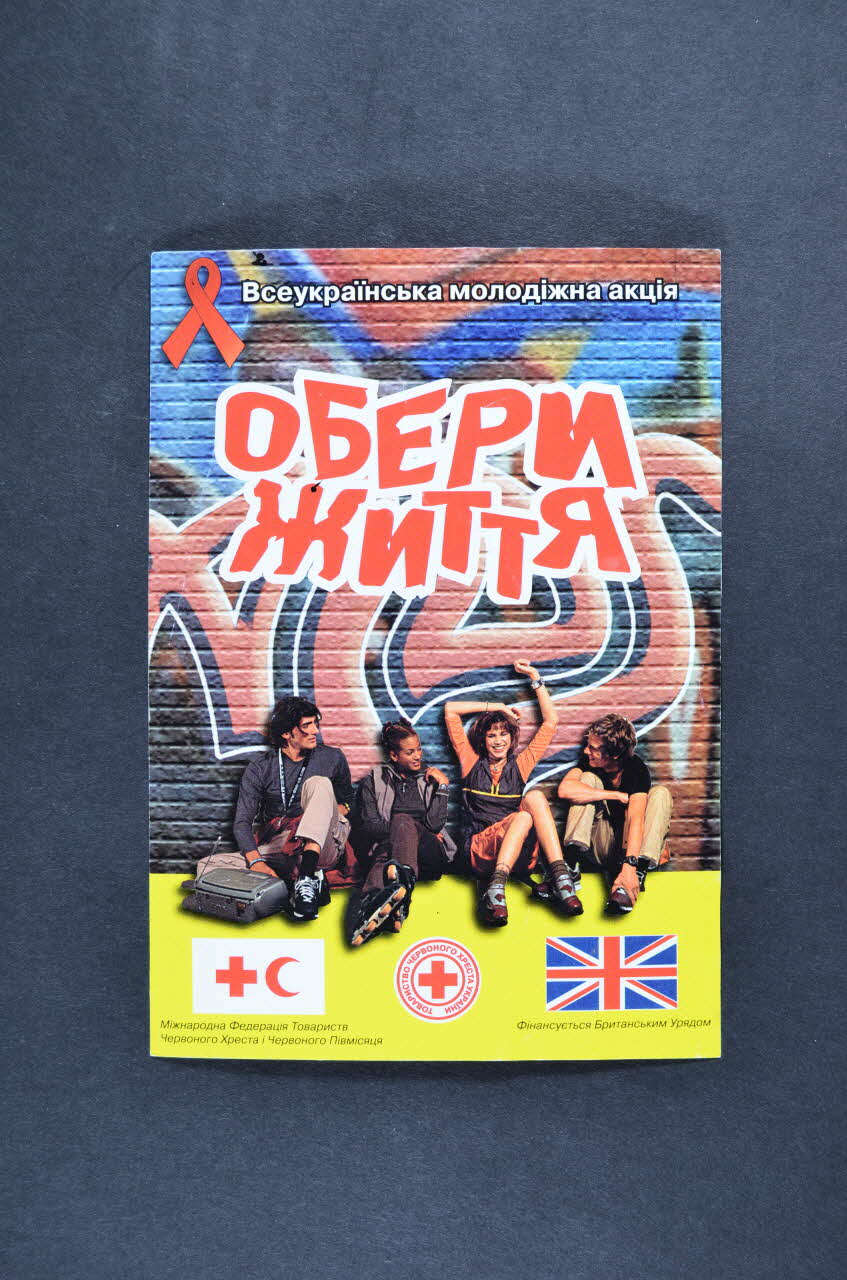 Всеукраїнська молодіжна акція
ОБЕРИ
ЖИТТЯ
ТОВАРИСТВО ЧЕРВОНОГО ХРЕСТА УКРАЇНИ
Міжнародна Федерація Товариств
Червоного Хреста і Червоного Півмісяця
Фінансується Британським Урядом